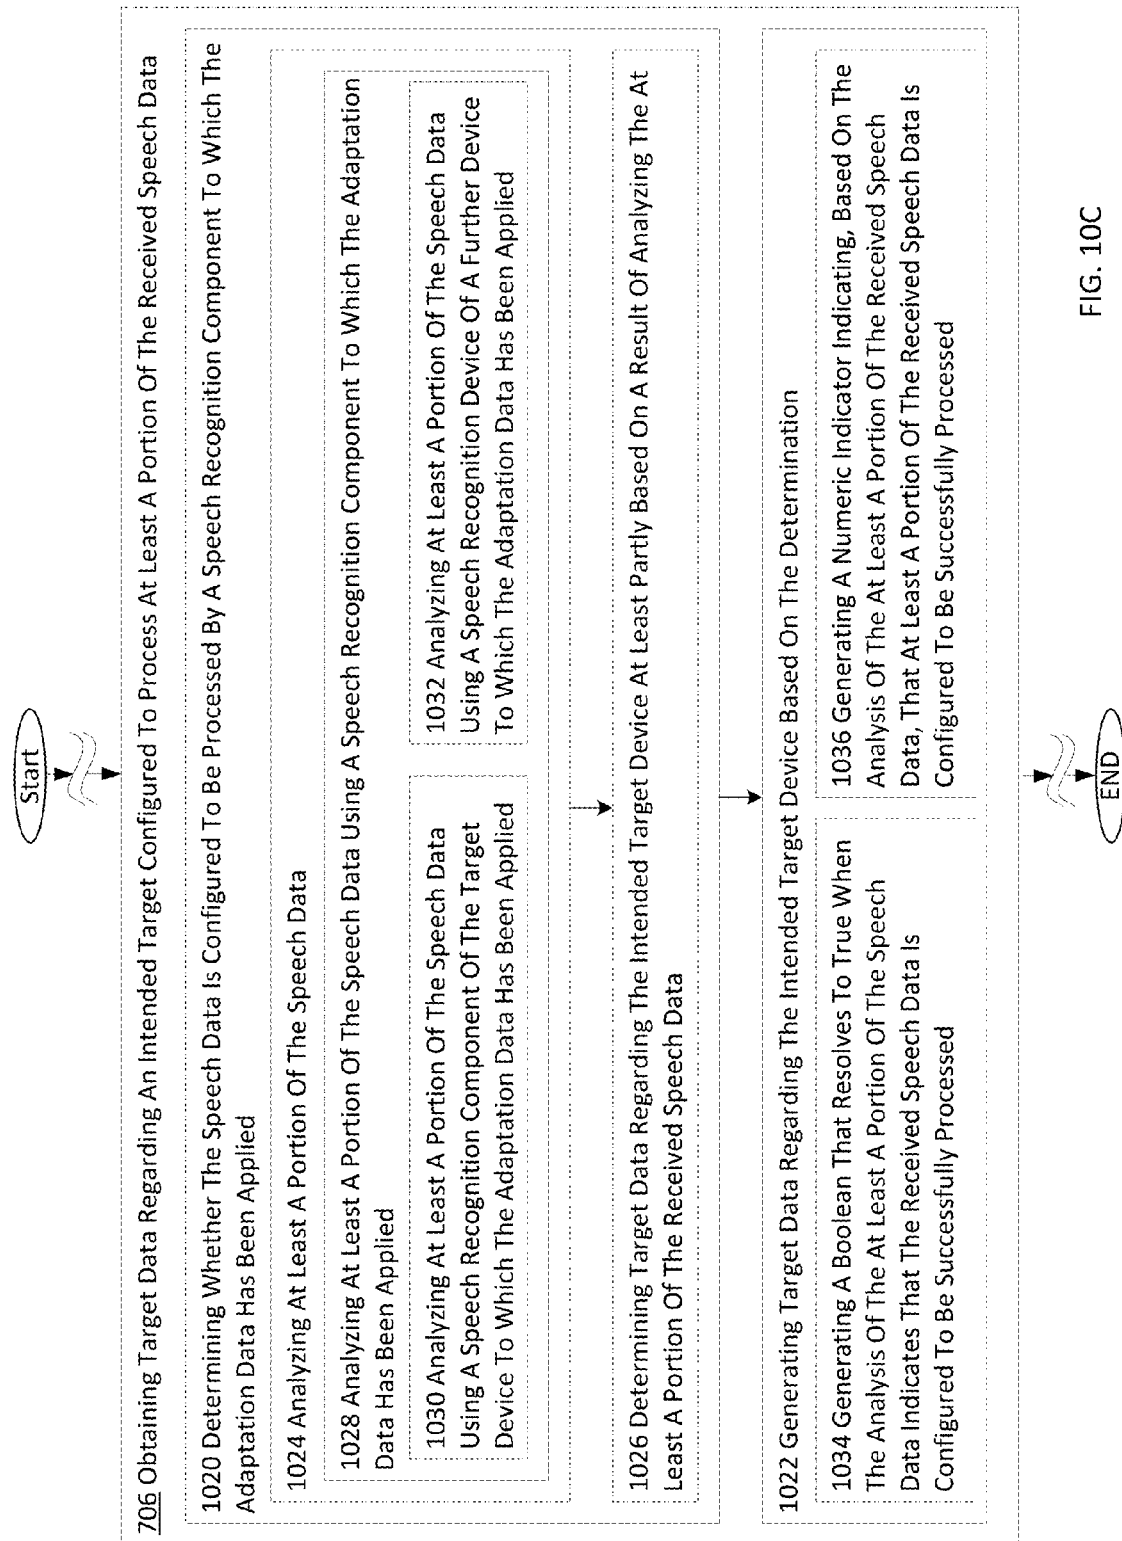 Start
706 Obtaining Target Data Regarding An Intended Target Configured To Process At Least A Portion Of The Received Speech Data
1020 Determining Whether The Speech Data Is Configured To Be Processed By A Speech Recognition Component To Which The
Adaptation Data Has Been Applied
1024 Analyzing At Least A Portion Of The Speech Data
1028 Analyzing At Least A Portion Of The Speech Data Using A Speech Recognition Component To Which The Adaptation
Data Has Been Applied
1030 Analyzing At Least A Portion Of The Speech Data
Using A Speech Recognition Component Of The Target
Device To Which The Adaptation Data Has Been Applied
1032 Analyzing At Least A Portion Of The Speech Data
Using A Speech Recognition Device Of A Further Device
To Which The Adaptation Data Has Been Applied
1026 Determining Target Data Regarding The Intended Target Device At Least Partly Based On A Result Of Analyzing The At
Least A Portion Of The Received Speech Data
1022 Generating Target Data Regarding The Intended Target Device Based On The Determination
1034 Generating A Boolean That Resolves To True When
The Analysis Of The At Least A Portion Of The Speech
Data Indicates That The Received Speech Data Is
Configured To Be Successfully Processed
1036 Generating A Numeric Indicator Indicating, Based On The
Analysis Of The At Least A Portion Of The Received Speech
Data, That At Least A Portion Of The Received Speech Data Is
Configured To Be Successfully Processed
END
FIG. 10C